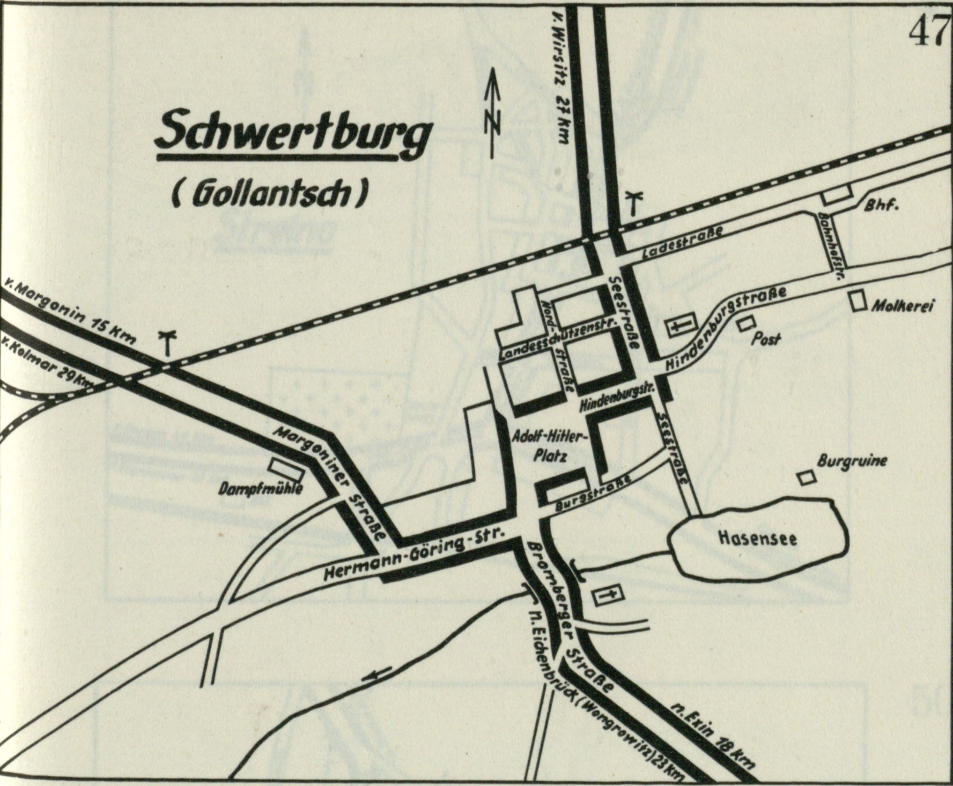 47
v. Wirsitz 27 km
N
Schwertburg
(Gollantsch)
Bhf.
Ladestraße
Bahnhofstr.
v. Margonin 15 Km
Seestraße
Hindenburgstraße
Molkerei
Nord-
straße
Landesschützenstr.
Post
v. Kolmar 29 Km
Hindenburgstr.
Adolf-Hitler-
Platz
Seestraße
Margoniner Straße
Burgruine
Dampfmühle
Burgstraße
Hasensee
Hermann-Göring-Str.
Bromberger Straße
n. Eichenbrück (Wongrowitz) 23 Km
n. Exin 18 km